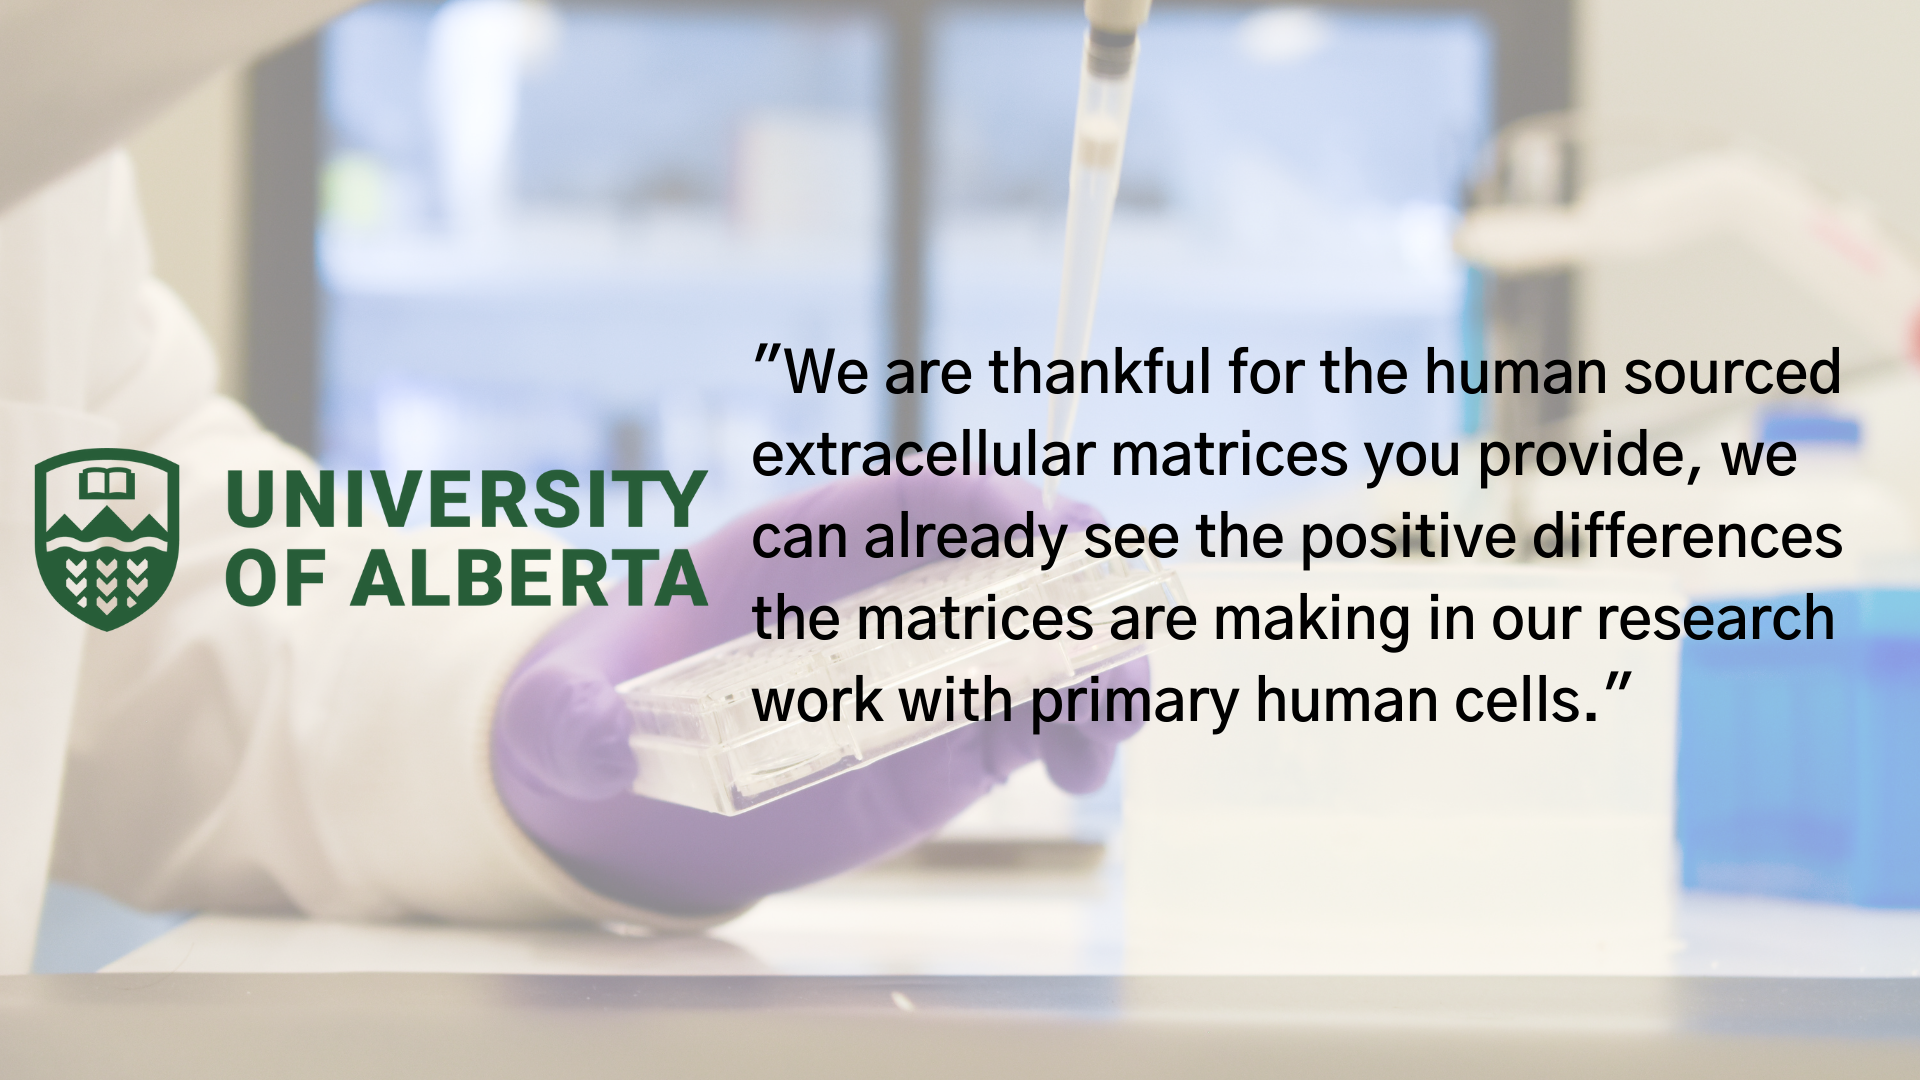 UNIVERSITY
OF ALBERTA
"We are thankful for the human sourced
extracellular matrices you provide, we
can already see the positive differences
the matrices are making in our research
work with primary human cells."